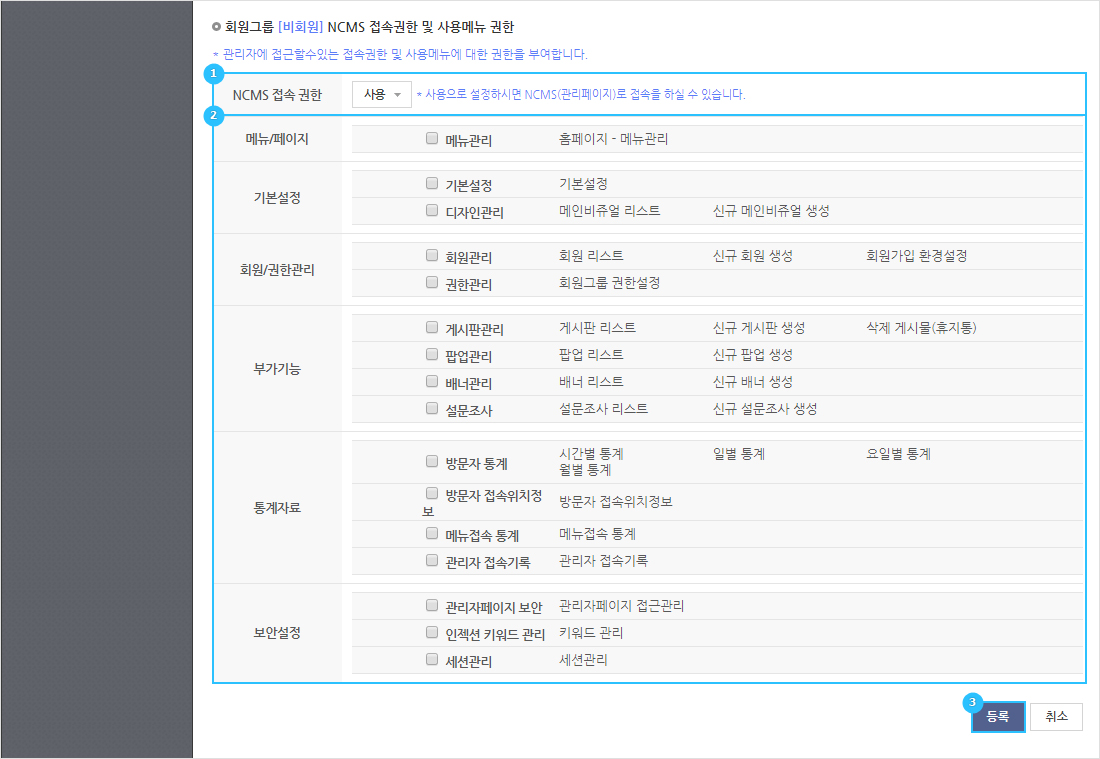 회원그룹 [비회원] NCMS 접속권한 및 사용메뉴 권한
* 관리자에 접근할수있는 접속권한 및 사용메뉴에 대한 권한을 부여합니다.
1
NCMS 접속 권한 사용 * 사용으로 설정하시면 NCMS(관리페이지)로 접속을 하실 수 있습니다.
2
메뉴/페이지 메뉴관리 홈페이지 - 메뉴관리
기본설정 기본설정 기본설정
디자인관리 메인비쥬얼 리스트 신규 메인비쥬얼 생성
회원/권한관리 회원관리 회원 리스트 신규 회원 생성 회원가입 환경설정
권한관리 회원그룹 권한설정
부가기능 게시판관리 게시판 리스트 신규 게시판 생성 삭제 게시물(휴지통)
팝업관리 팝업 리스트 신규 팝업 생성
배너관리 배너 리스트 신규 배너 생성
설문조사 설문조사 리스트 신규 설문조사 생성
통계자료 방문자 통계 시간별 통계 일별 통계 요일별 통계
월별 통계
방문자 접속위치정
보 방문자 접속위치정보
메뉴접속 통계 메뉴접속 통계
관리자 접속기록 관리자 접속기록
보안설정 관리자페이지 보안 관리자페이지 접근관리
인젝션 키워드 관리 키워드 관리
세션관리 세션관리
3
등록 취소